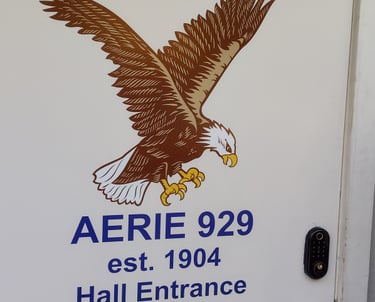 AERIE 929
est. 1904
Hall Entrance